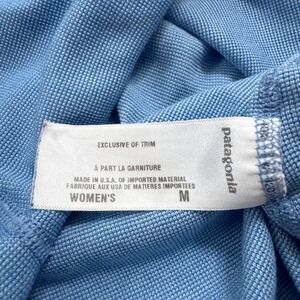 EXCLUSIVE OF TRIM
À PART LA GARNITURE
MADE IN U.S.A. OF IMPORTED MATERIAL
FABRIQUE AUX USA DE MATIERES IMPORTEES
WOMEN'S M
patagonia